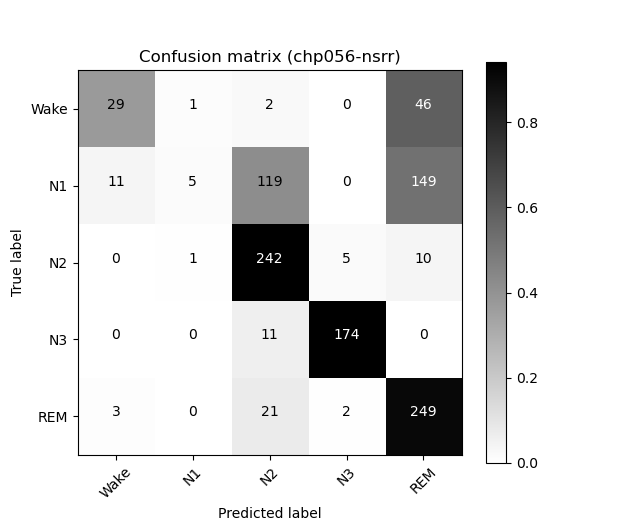 Confusion matrix (chp056-nsrr)
Wake 29 1 2 0 46
N1 11 5 119 0 149
N2 0 1 242 5 10
N3 0 0 11 174 0
REM 3 0 21 2 249
Wake N1 N2 N3 REM
Predicted label
True label
0.8
0.6
0.4
0.2
0.0